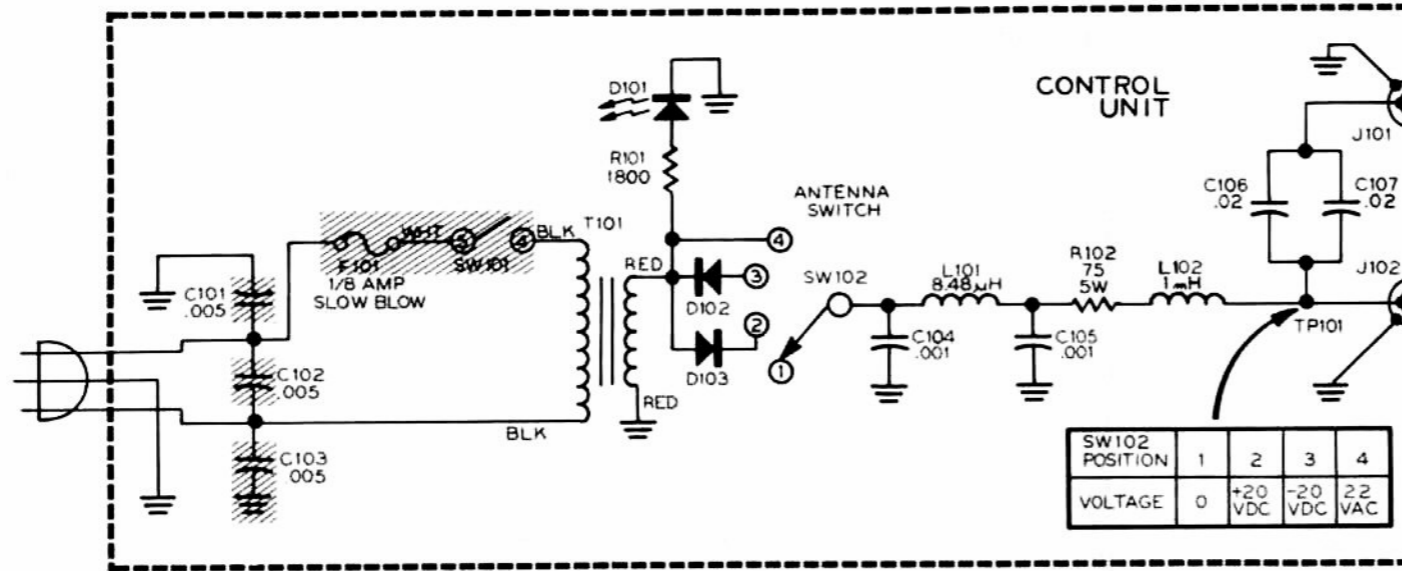 CONTROL
UNIT
D101
R101
1800
ANTENNA
SWITCH
J101
C106
.02
C107
.02
WHT
5
4
BLK
T101
F101
SW101
1/8 AMP
SLOW BLOW
C101
.005
C102
.005
C103
.005
BLK
RED
RED
4
3
D102
2
D103
SW102
1
L101
8.48µH
R102
75
5W
L102
1mH
C104
.001
C105
.001
J102
TP101
SW102
POSITION 1 2 3 4
VOLTAGE 0 +20 VDC -20 VDC 22 VAC